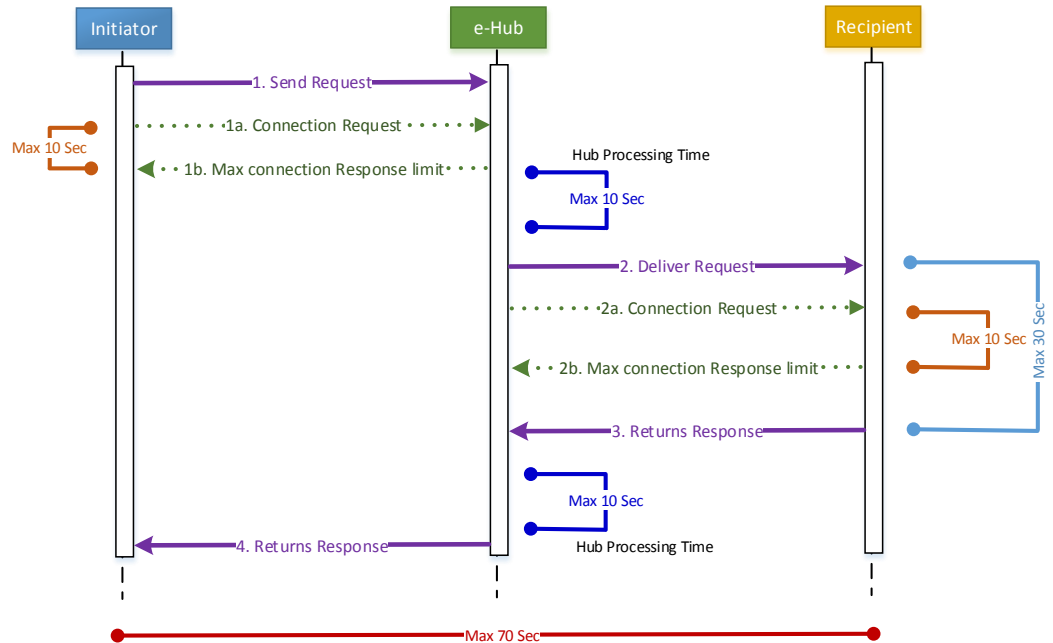 Initiator
e-Hub
Recipient
1. Send Request
1a. Connection Request
Max 10 Sec
1b. Max connection Response limit
Hub Processing Time
Max 10 Sec
2. Deliver Request
2a. Connection Request
Max 10 Sec
Max 30 Sec
2b. Max connection Response limit
3. Returns Response
Max 10 Sec
4. Returns Response
Hub Processing Time
Max 70 Sec